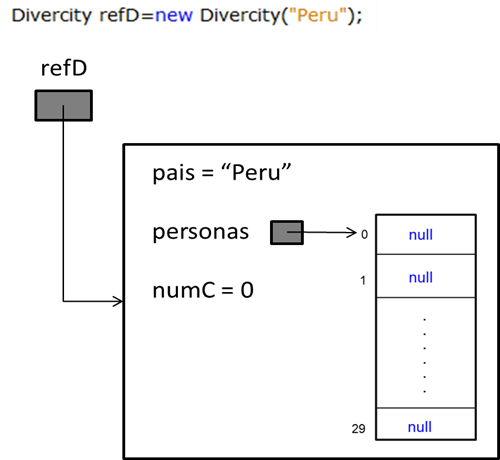 Divercity refD=new Divercity("Peru");
refD
pais = “Peru”
personas
0
null
numC = 0
1
null
29
null